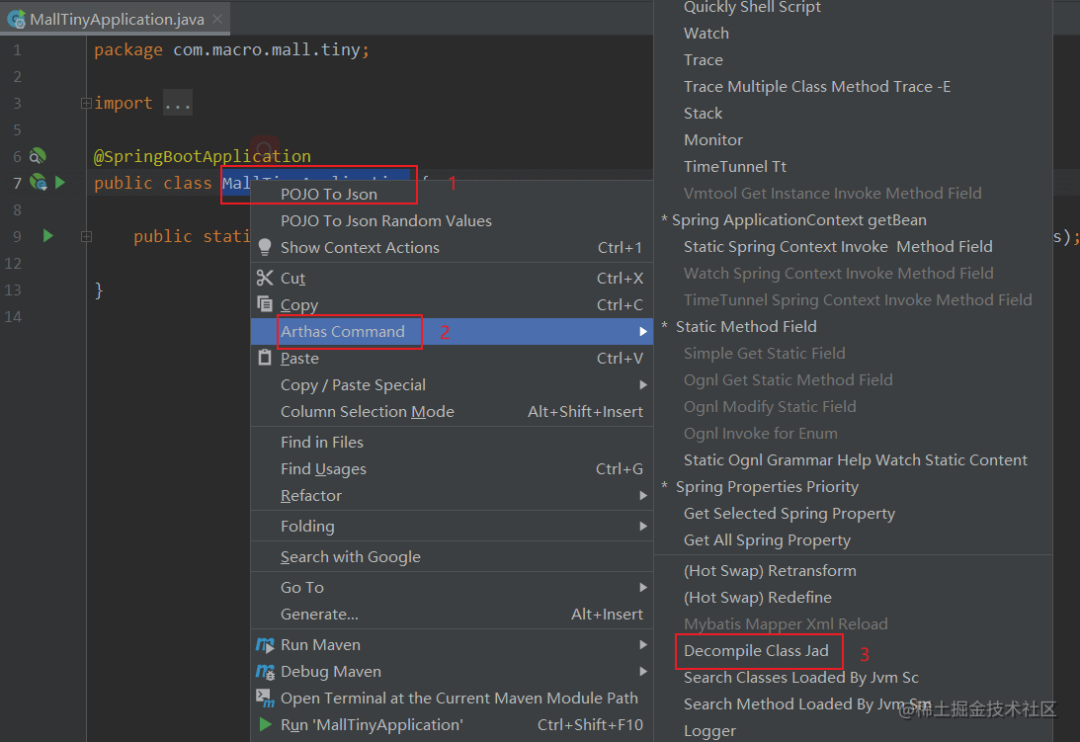 MallTinyApplication.java
1 package com.macro.mall.tiny;
2
3 import ...
5
6 @SpringBootApplication
7 public class MallTinyApplication {
8
9 public stati s);
12
13 }
14
1
POJO To Json
POJO To Json Random Values
Show Context Actions Ctrl+1
Cut Ctrl+X
Copy Ctrl+C
Arthas Command 2
Paste Ctrl+V
Copy / Paste Special
Column Selection Mode Alt+Shift+Insert
Find in Files
Find Usages Ctrl+G
Refactor
Folding
Search with Google
Go To
Generate... Alt+Insert
Run Maven
Debug Maven
Open Terminal at the Current Maven Module Path
Run 'MallTinyApplication' Ctrl+Shift+F10
Quickly Shell Script
Watch
Trace
Trace Multiple Class Method Trace -E
Stack
Monitor
TimeTunnel Tt
Vmtool Get Instance Invoke Method Field
* Spring ApplicationContext getBean
Static Spring Context Invoke  Method Field
Watch Spring Context Invoke Method Field
TimeTunnel Spring Context Invoke Method Field
* Static Method Field
Simple Get Static Field
Ognl Get Static Method Field
Ognl Modify Static Field
Ognl Invoke for Enum
Static Ognl Grammar Help Watch Static Content
* Spring Properties Priority
Get Selected Spring Property
Get All Spring Property
(Hot Swap) Retransform
(Hot Swap) Redefine
Mybatis Mapper Xml Reload
Decompile Class Jad 3
Search Classes Loaded By Jvm Sc
Search Method Loaded By Jvm Sm
Logger
@稀土掘金技术社区